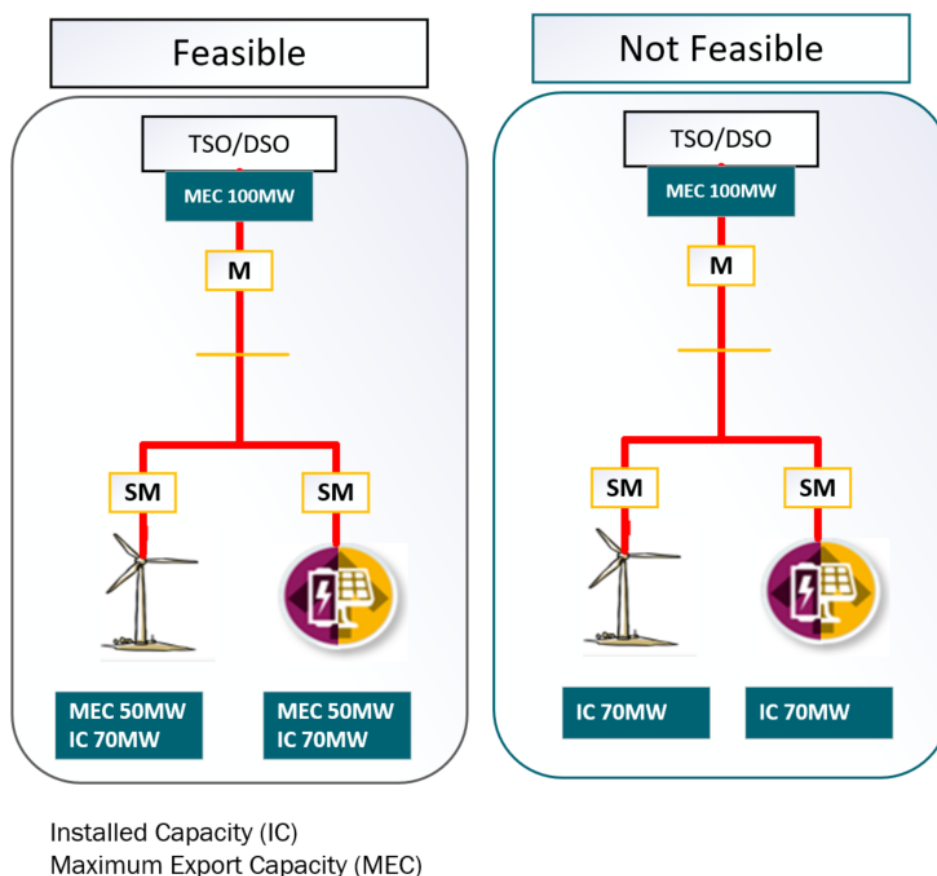 Feasible
TSO/DSO
MEC 100MW
M
SM
SM
MEC 50MW
IC 70MW
MEC 50MW
IC 70MW
Not Feasible
TSO/DSO
MEC 100MW
M
SM
SM
IC 70MW
IC 70MW
Installed Capacity (IC)
Maximum Export Capacity (MEC)